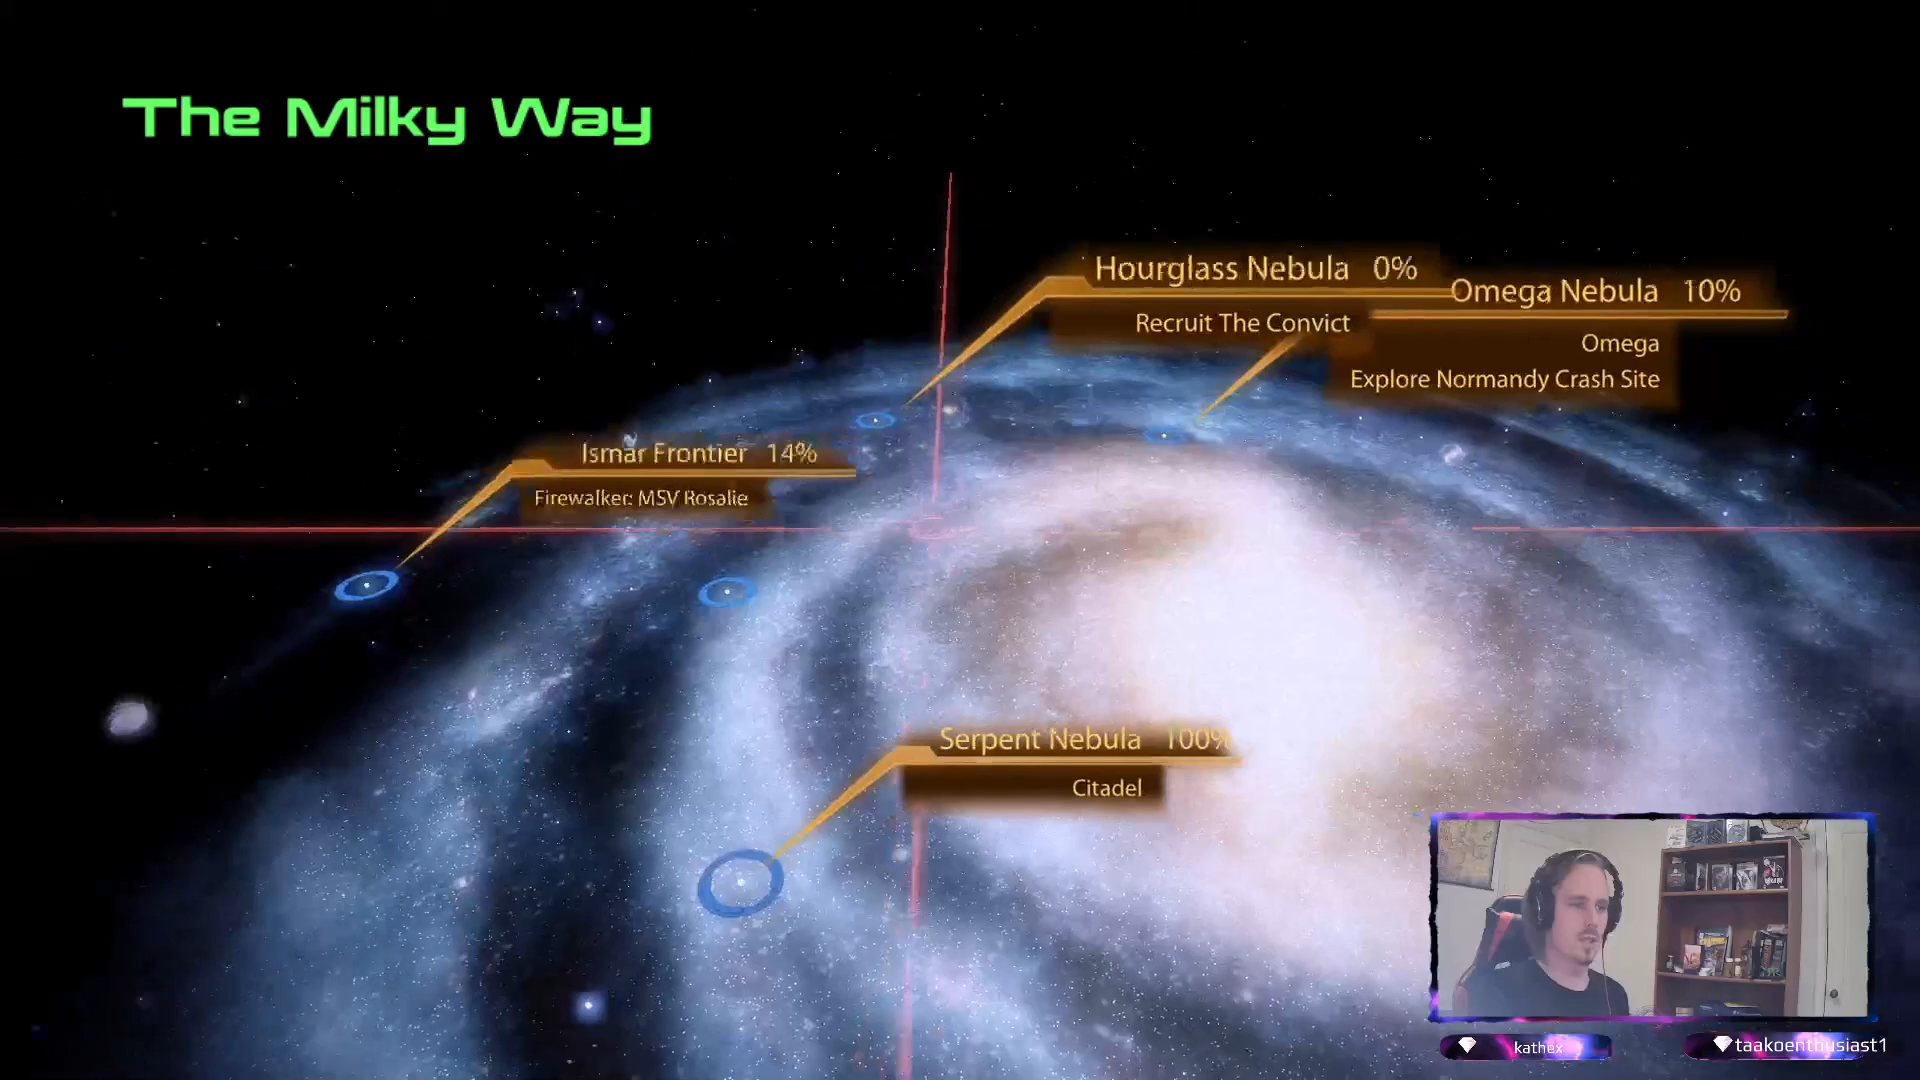 The Milky Way
Hourglass Nebula 0%
Recruit The Convict
Omega Nebula 10%
Omega
Explore Normandy Crash Site
Ismar Frontier 14%
Firewalker: MSV Rosalie
Serpent Nebula 100%
Citadel
kathex
taakoenthusiast1